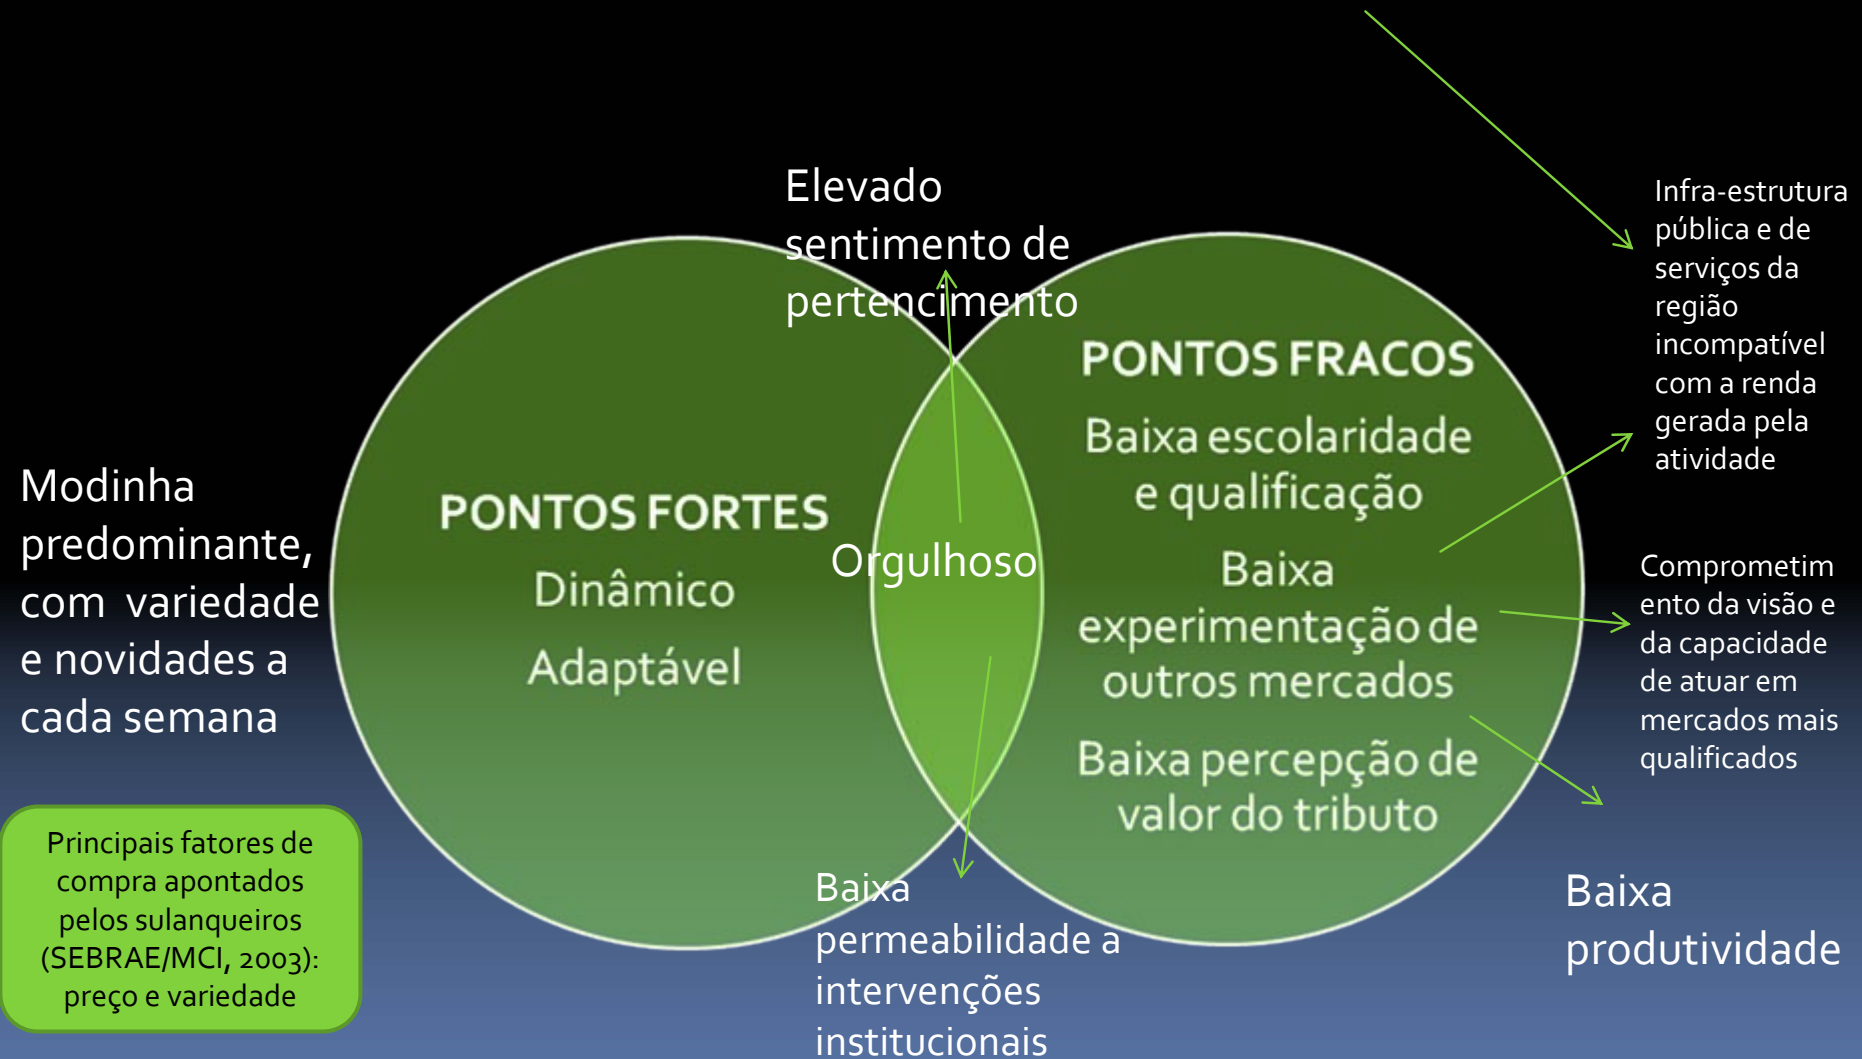 Elevado
sentimento de
pertencimento
Infra-estrutura
pública e de
serviços da
região
incompatível
com a renda
gerada pela
atividade
PONTOS FRACOS
Baixa escolaridade
e qualificação
Baixa
experimentação de
outros mercados
Baixa percepção de
valor do tributo
Modinha
predominante,
com variedade
e novidades a
cada semana
PONTOS FORTES
Dinâmico
Adaptável
Orgulhoso
Comprometim
ento da visão e
da capacidade
de atuar em
mercados mais
qualificados
Principais fatores de
compra apontados
pelos sulanqueiros
(SEBRAE/MCI, 2003):
preço e variedade
Baixa
permeabilidade a
intervenções
institucionais
Baixa
produtividade